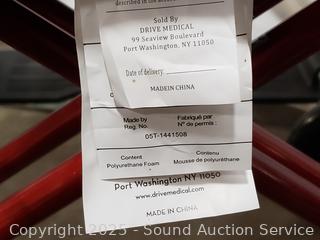 described in the
Sold By
DRIVE MEDICAL
99 Seaview Boulevard
Port Washington, NY 11050
Date of delivery:
MADE IN CHINA
Made by
Reg. No.
Fabriqué par
N° de permis :
05T-1441508
Content
Polyurethane Foam
Contenu
Mousse de polyuréthane
Port Washington NY 11050
www.drivemedical.com
MADE IN CHINA
Copyright 2025 - Sound Auction Service